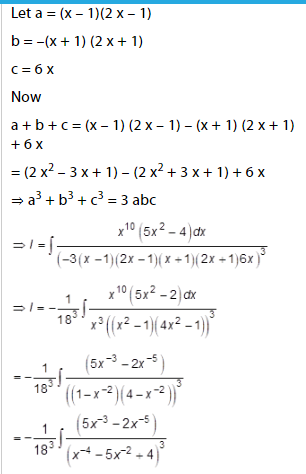 Let a = (x – 1)(2 x – 1)
b = –(x + 1) (2 x + 1)
c = 6 x
Now
a + b + c = (x – 1) (2 x – 1) – (x + 1) (2 x + 1)
+ 6 x
= (2 x² – 3 x + 1) – (2 x² + 3 x + 1) + 6 x
⇒ a³ + b³ + c³ = 3 abc
⇒ I = ∫ x¹⁰ (5x² – 4) dx / (–3(x – 1)(2x – 1)(x + 1)(2x + 1)6x)³
⇒ I = – 1/18³ ∫ x¹⁰ (5x² – 2) dx / x³ ((x² – 1)(4x² – 1))³
= – 1/18³ ∫ (5x⁻³ – 2x⁻⁵) / ((1 – x⁻²)(4 – x⁻²))³
= – 1/18³ ∫ (5x⁻³ – 2x⁻⁵) / (x⁻⁴ – 5x⁻² + 4)³